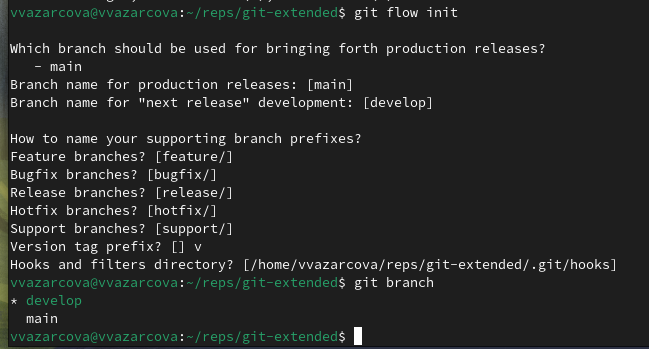 vvazarcova@vvazarcova:~/reps/git-extended$ git flow init
Which branch should be used for bringing forth production releases?
   - main
Branch name for production releases: [main]
Branch name for "next release" development: [develop]
How to name your supporting branch prefixes?
Feature branches? [feature/]
Bugfix branches? [bugfix/]
Release branches? [release/]
Hotfix branches? [hotfix/]
Support branches? [support/]
Version tag prefix? [] v
Hooks and filters directory? [/home/vvazarcova/reps/git-extended/.git/hooks]
vvazarcova@vvazarcova:~/reps/git-extended$ git branch
* develop
  main
vvazarcova@vvazarcova:~/reps/git-extended$